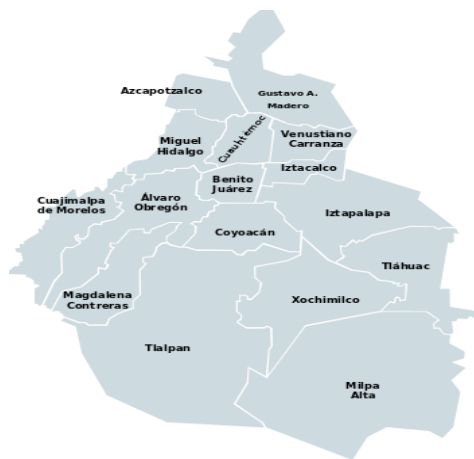 Azcapotzalco
Gustavo A.
Madero
Miguel
Hidalgo
Cuauhtémoc
Venustiano
Carranza
Iztacalco
Benito
Juárez
Cuajimalpa
de Morelos
Álvaro
Obregón
Iztapalapa
Coyoacán
Tláhuac
Magdalena
Contreras
Xochimilco
Tlalpan
Milpa
Alta